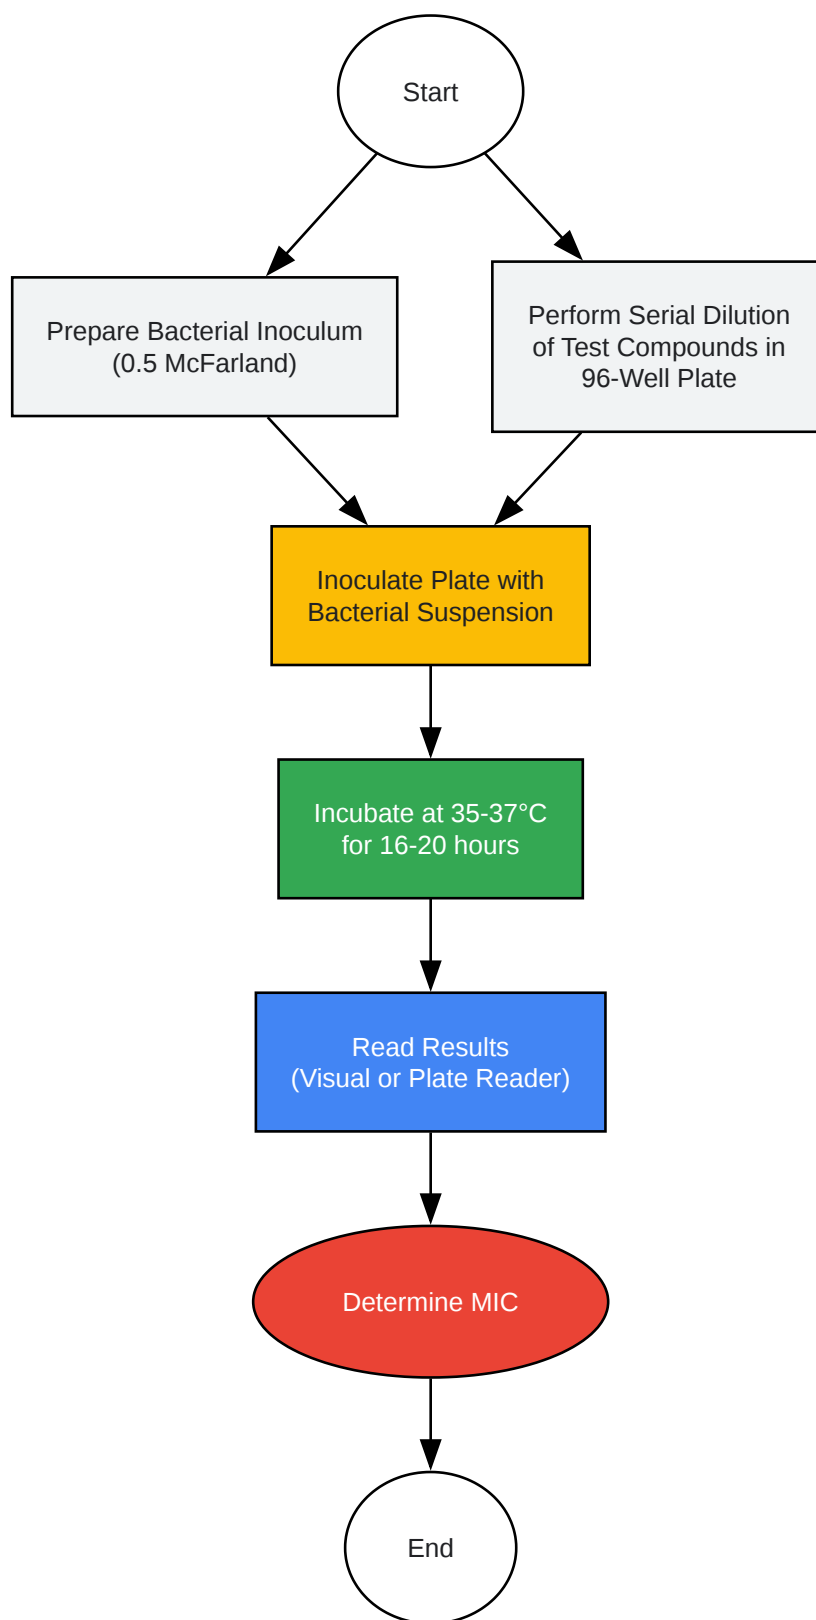 Start
Prepare Bacterial Inoculum
(0.5 McFarland)
Perform Serial Dilution
of Test Compounds in
96-Well Plate
Inoculate Plate with
Bacterial Suspension
Incubate at 35-37°C
for 16-20 hours
Read Results
(Visual or Plate Reader)
Determine MIC
End